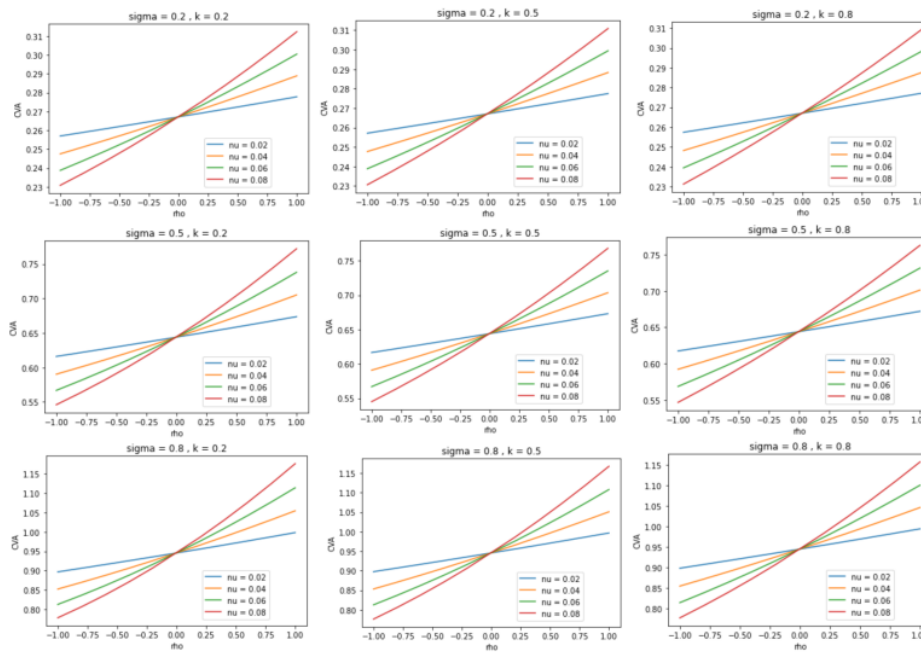 sigma = 0.2 , k = 0.2
0.31
0.30
0.29
0.28
0.27
0.26
0.25
0.24
0.23
CVA
nu = 0.02
nu = 0.04
nu = 0.06
nu = 0.08
−1.00 −0.75 −0.50 −0.25 0.00 0.25 0.50 0.75 1.00
rho
sigma = 0.2 , k = 0.5
0.31
0.30
0.29
0.28
0.27
0.26
0.25
0.24
0.23
CVA
nu = 0.02
nu = 0.04
nu = 0.06
nu = 0.08
−1.00 −0.75 −0.50 −0.25 0.00 0.25 0.50 0.75 1.00
rho
sigma = 0.2 , k = 0.8
0.31
0.30
0.29
0.28
0.27
0.26
0.25
0.24
0.23
CVA
nu = 0.02
nu = 0.04
nu = 0.06
nu = 0.08
−1.00 −0.75 −0.50 −0.25 0.00 0.25 0.50 0.75 1.0
rho
sigma = 0.5 , k = 0.2
0.75
0.70
0.65
0.60
0.55
CVA
nu = 0.02
nu = 0.04
nu = 0.06
nu = 0.08
−1.00 −0.75 −0.50 −0.25 0.00 0.25 0.50 0.75 1.00
rho
sigma = 0.5 , k = 0.5
0.75
0.70
0.65
0.60
0.55
CVA
nu = 0.02
nu = 0.04
nu = 0.06
nu = 0.08
−1.00 −0.75 −0.50 −0.25 0.00 0.25 0.50 0.75 1.00
rho
sigma = 0.5 , k = 0.8
0.75
0.70
0.65
0.60
0.55
CVA
nu = 0.02
nu = 0.04
nu = 0.06
nu = 0.08
−1.00 −0.75 −0.50 −0.25 0.00 0.25 0.50 0.75 1.00
rho
sigma = 0.8 , k = 0.2
1.15
1.10
1.05
1.00
0.95
0.90
0.85
0.80
CVA
nu = 0.02
nu = 0.04
nu = 0.06
nu = 0.08
−1.00 −0.75 −0.50 −0.25 0.00 0.25 0.50 0.75 1.00
rho
sigma = 0.8 , k = 0.5
1.15
1.10
1.05
1.00
0.95
0.90
0.85
0.80
CVA
nu = 0.02
nu = 0.04
nu = 0.06
nu = 0.08
−1.00 −0.75 −0.50 −0.25 0.00 0.25 0.50 0.75 1.00
rho
sigma = 0.8 , k = 0.8
1.15
1.10
1.05
1.00
0.95
0.90
0.85
0.80
CVA
nu = 0.02
nu = 0.04
nu = 0.06
nu = 0.08
−1.00 −0.75 −0.50 −0.25 0.00 0.25 0.50 0.75 1.00
rho